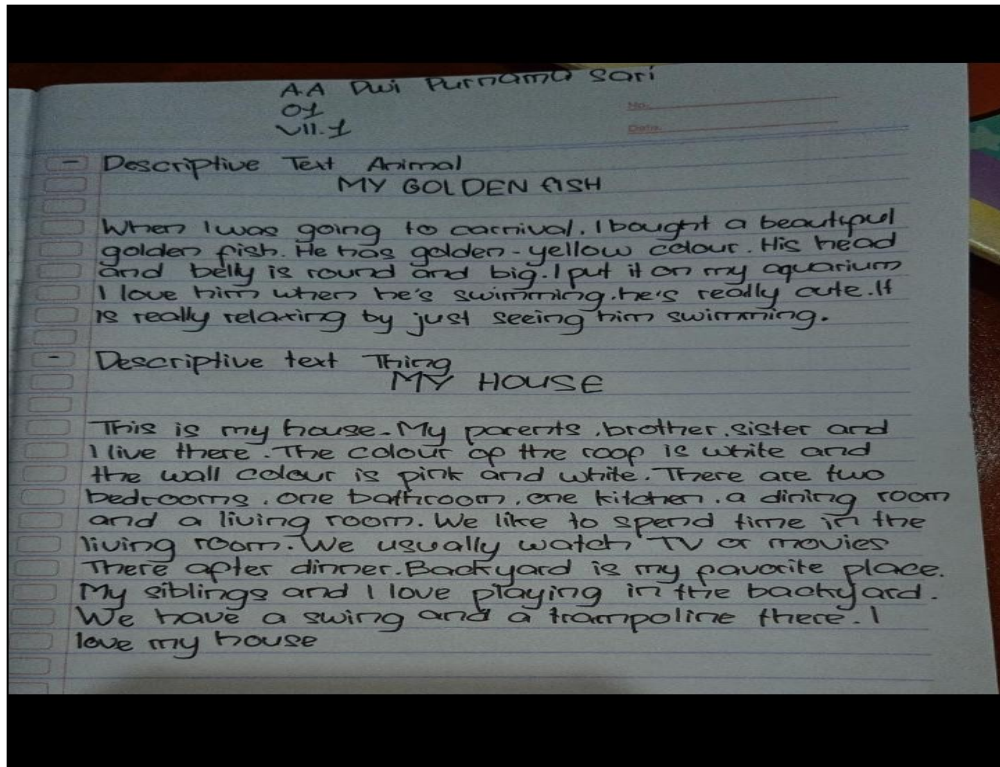 A.A Dwi Purnama Sari
01
VII.1
No.
Date.
- Descriptive Text Animal
MY GOLDEN FISH
When I was going to carnival. I bought a beautiful
golden fish. He has golden-yellow colour. His head
and belly is round and big. I put it on my aquarium
I love him when he's swimming. he's really cute. It
is really relaxing by just seeing him swimming.
- Descriptive text Thing
MY HOUSE
This is my house. My parents, brother, sister and
I live there. The colour of the roof is white and
the wall colour is pink and white. There are two
bedrooms, one bathroom, one kitchen, a dining room
and a living room. We like to spend time in the
living room. We usually watch TV or movies
There after dinner. Backyard is my favorite place.
My siblings and I love playing in the backyard.
We have a swing and a trampoline there. I
love my house